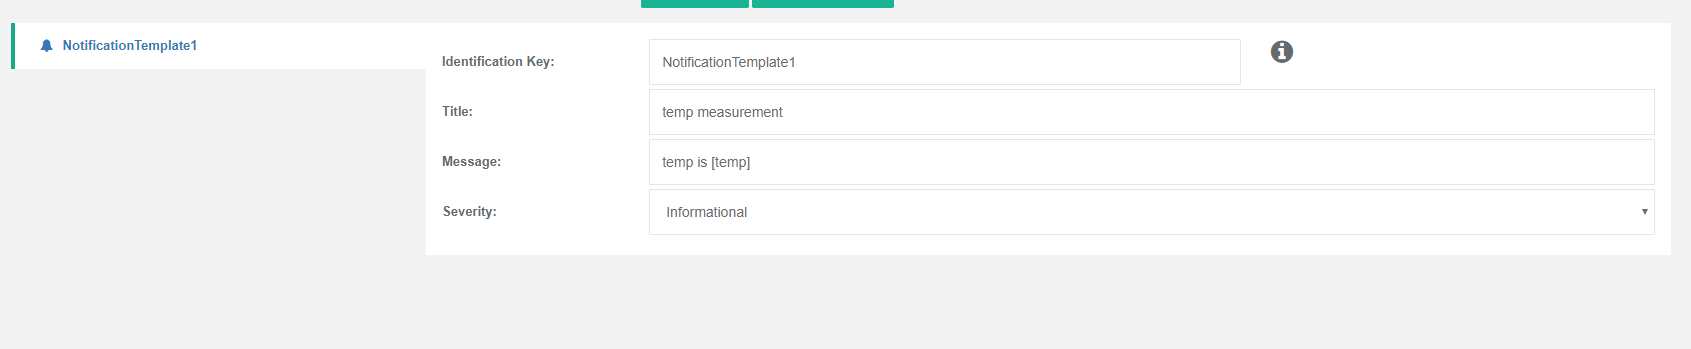 NotificationTemplate1
Identification Key: NotificationTemplate1
Title: temp measurement
Message: temp is [temp]
Severity: Informational